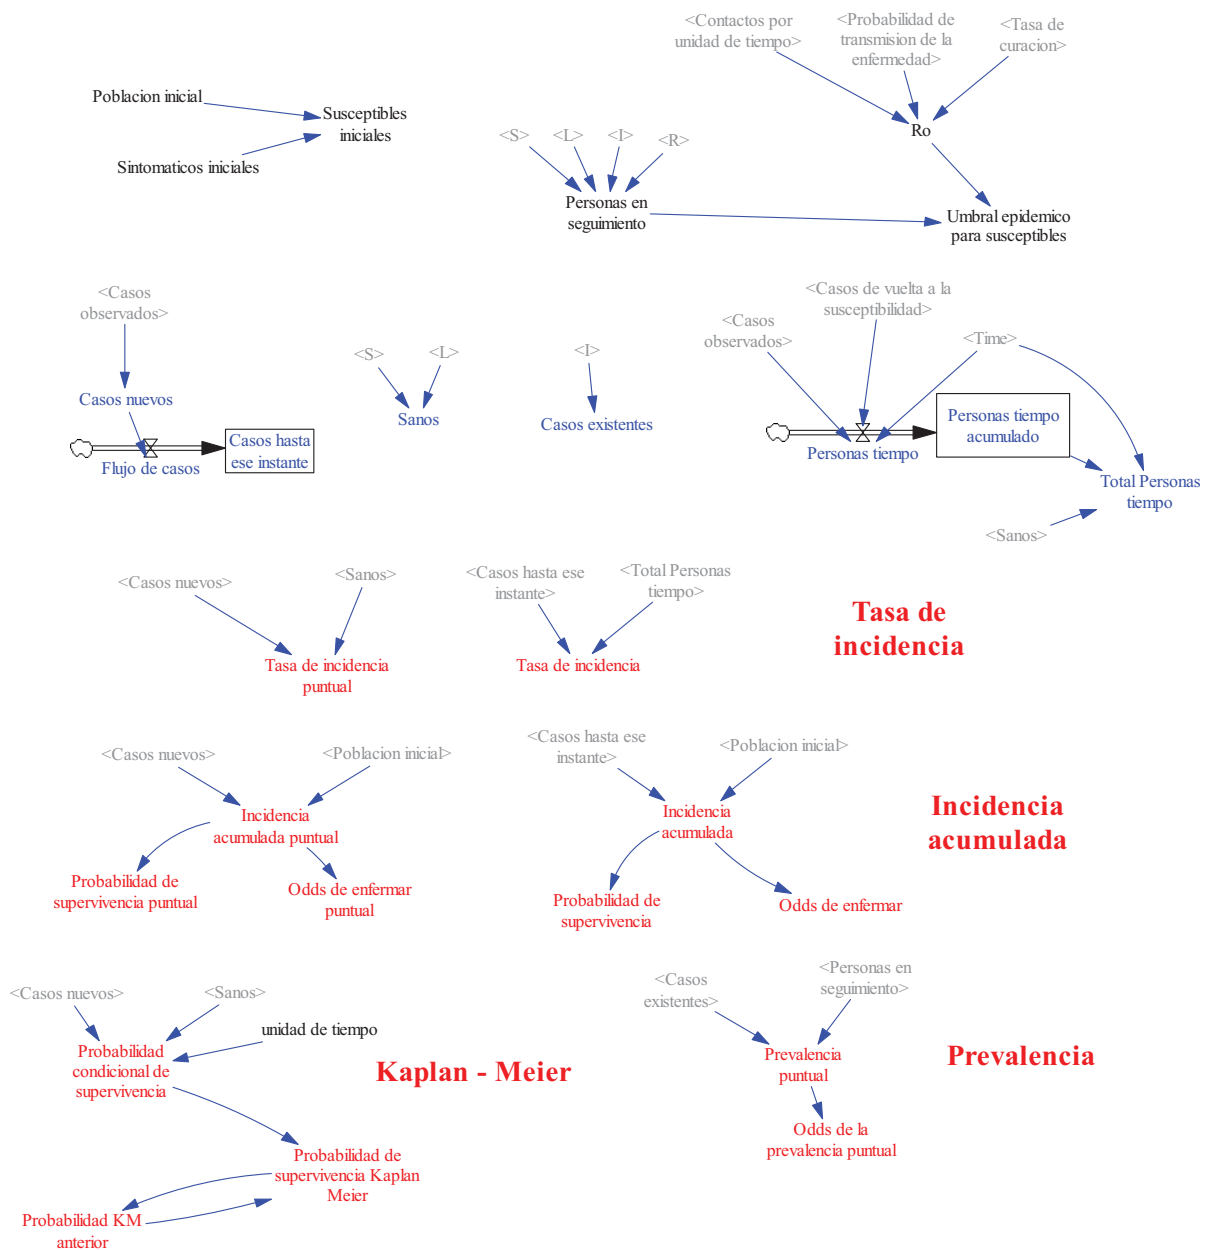 <Contactos por
unidad de tiempo>
<Probabilidad de
transmision de la
enfermedad>
<Tasa de
curacion>
Poblacion inicial
Susceptibles
iniciales
Sintomaticos iniciales
<S>
<L>
<I>
<R>
Ro
Personas en
seguimiento
Umbral epidemico
para susceptibles
<Casos
observados>
Casos nuevos
Flujo de casos
Casos hasta
ese instante
<S>
<L>
Sanos
<I>
Casos existentes
<Casos de vuelta a la
susceptibilidad>
<Casos
observados>
<Time>
Personas tiempo
Personas tiempo
acumulado
Total Personas
tiempo
<Sanos>
<Casos nuevos>
<Sanos>
Tasa de incidencia
puntual
<Casos hasta ese
instante>
<Total Personas
tiempo>
Tasa de incidencia
Tasa de
incidencia
<Casos nuevos>
<Poblacion inicial>
Incidencia
acumulada puntual
Probabilidad de
supervivencia puntual
Odds de enfermar
puntual
<Casos hasta ese
instante>
<Poblacion inicial>
Incidencia
acumulada
Probabilidad de
supervivencia
Odds de enfermar
Incidencia
acumulada
<Casos nuevos>
<Sanos>
unidad de tiempo
Probabilidad
condicional de
supervivencia
Kaplan - Meier
Probabilidad de
supervivencia Kaplan
Meier
Probabilidad KM
anterior
<Casos
existentes>
<Personas en
seguimiento>
Prevalencia
puntual
Odds de la
prevalencia puntual
Prevalencia